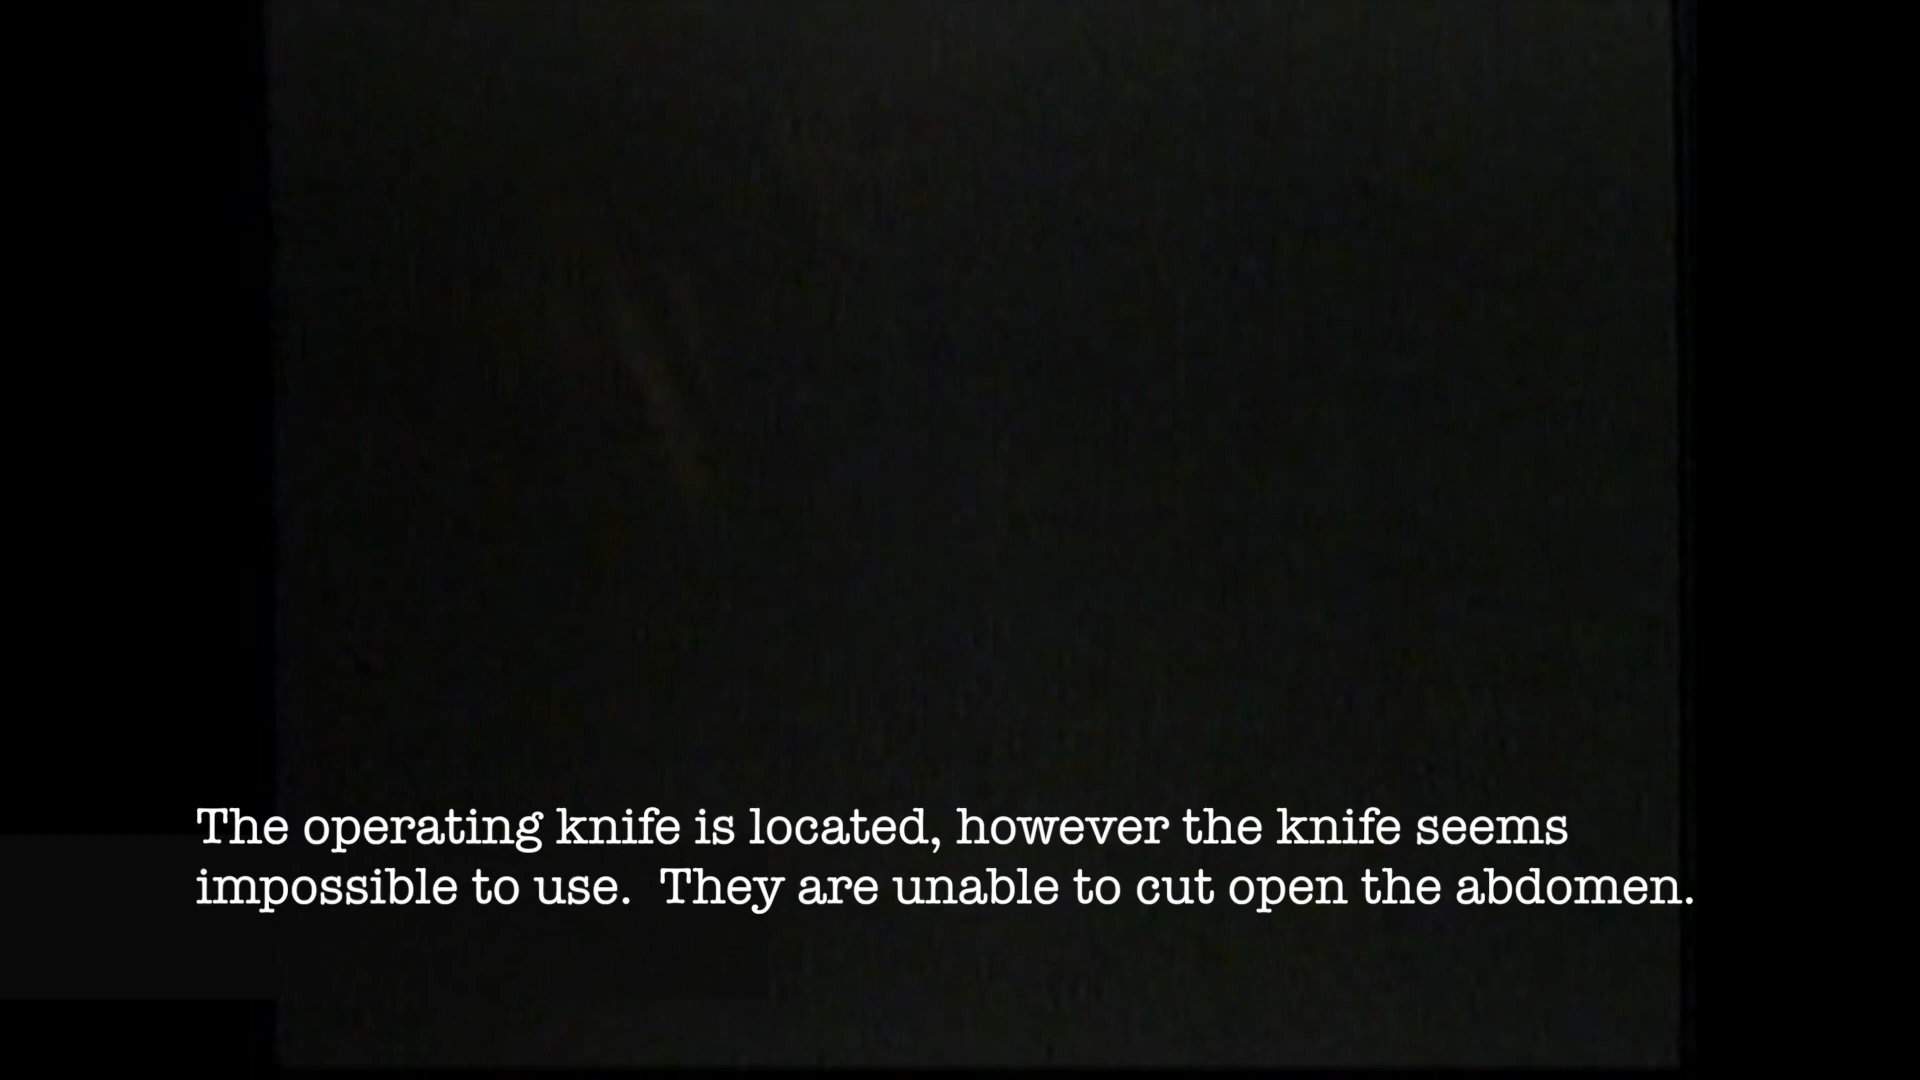 The operating knife is located, however the knife seems
impossible to use.  They are unable to cut open the abdomen.